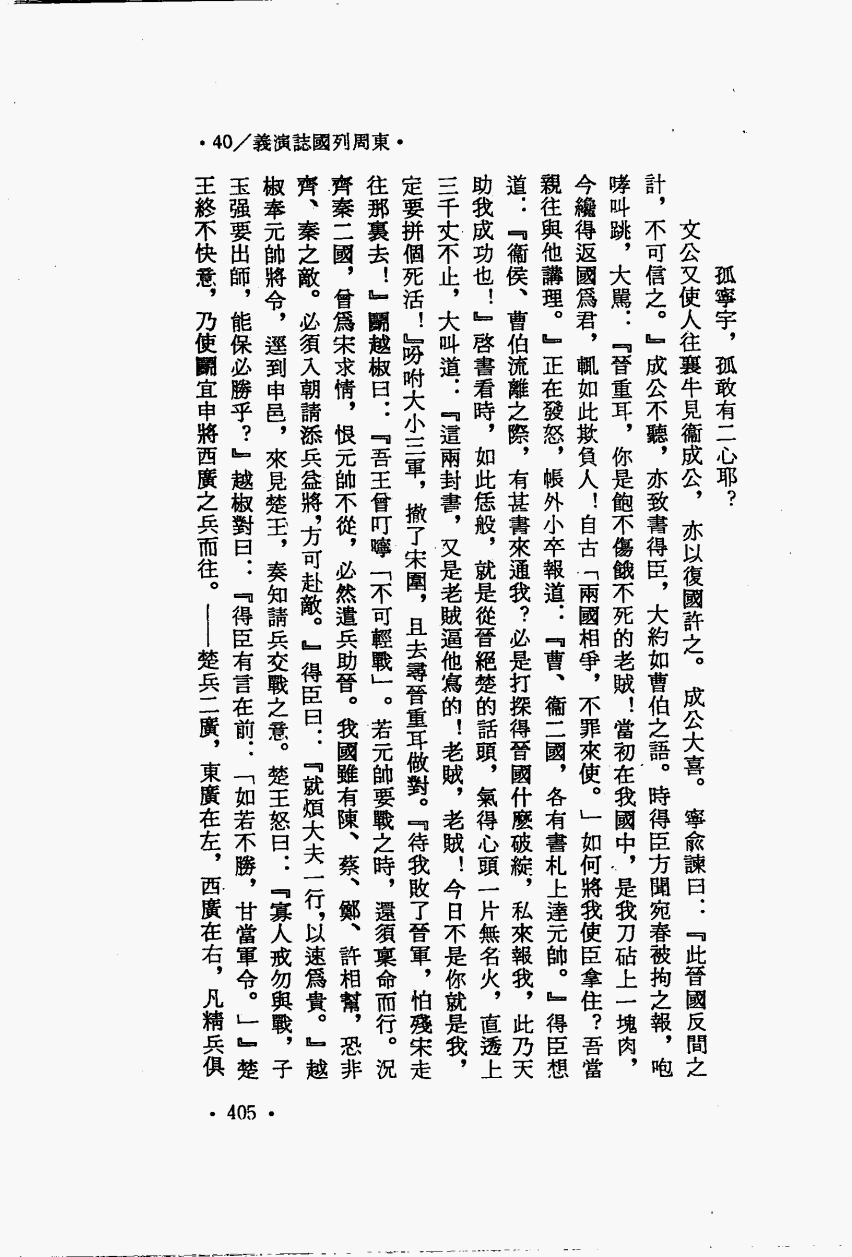 ·東周列國誌演義/40·
孤寧宇，孤敢有二心耶？
文公又使人往襄牛見衞成公，亦以復國許之。成公大喜。寧兪諫曰：『此晉國反間之
計，不可信之。』成公不聽，亦致書得臣，大約如曹伯之語。時得臣方聞宛春被拘之報，咆
哮叫跳，大駡：『晉重耳，你是飽不傷餓不死的老賊！當初在我國中，是我刀砧上一塊肉，
今纔得返國爲君，輒如此欺負人！自古「兩國相爭，不罪來使。」如何將我使臣拿住？吾當
親往與他講理。』正在發怒，帳外小卒報道：『曹、衞二國，各有書札上達元帥。』得臣想
道：『衞侯、曹伯流離之際，有甚書來通我？必是打探得晉國什麽破綻，私來報我，此乃天
助我成功也！』啓書看時，如此恁般，就是從晉絕楚的話頭，氣得心頭一片無名火，直透上
三千丈不止，大叫道：『這兩封書，又是老賊逼他寫的！老賊，老賊！今日不是你就是我，
定要拼個死活！』吩咐大小三軍，撤了宋圍，且去尋晉重耳做對。『待我敗了晉軍，怕殘宋走
往那裏去！』鬭越椒曰：『吾王曾叮嚀「不可輕戰」。若元帥要戰之時，還須稟命而行。況
齊秦二國，曾爲宋求情，恨元帥不從，必然遣兵助晉。我國雖有陳、蔡、鄭、許相幫，恐非
齊、秦之敵。必須入朝請添兵益將，方可赴敵。』得臣曰：『就煩大夫一行，以速爲貴。』越
椒奉元帥將令，逕到申邑，來見楚王，奏知請兵交戰之意。楚王怒曰：『寡人戒勿與戰，子
玉强要出師，能保必勝乎？』越椒對曰：『得臣有言在前：「如若不勝，甘當軍令。」』楚
王終不快意，乃使鬭宜申將西廣之兵而往。——楚兵二廣，東廣在左，西廣在右，凡精兵俱
·405·